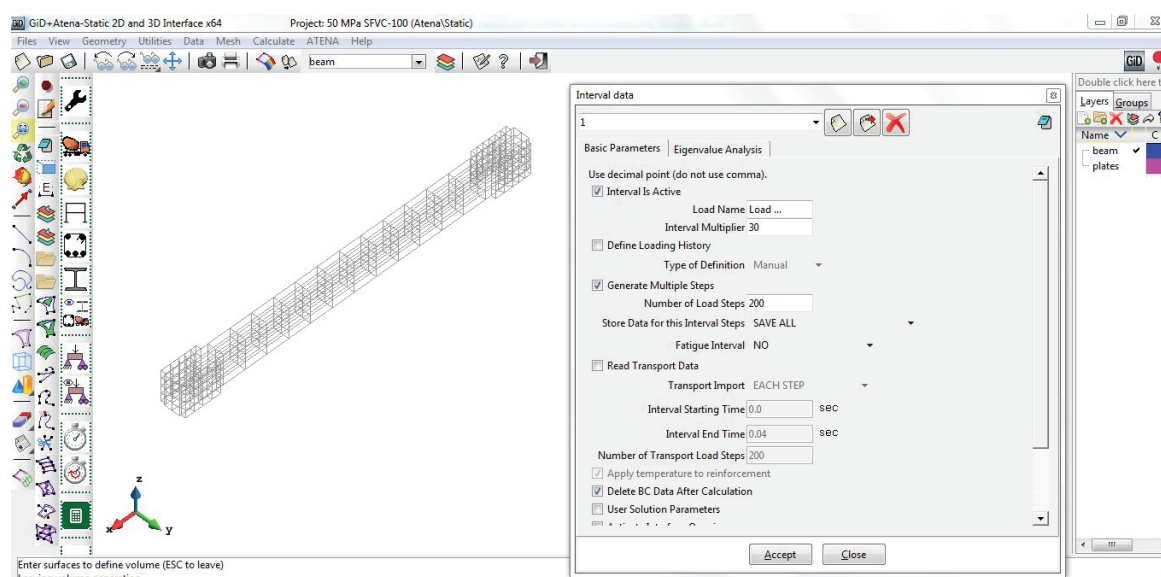 GiD GiD+Atena-Static 2D and 3D Interface x64 Project: 50 MPa SFVC-100 (Atena\Static)
Files View Geometry Utilities Data Mesh Calculate ATENA Help
beam
GiD
Double click here t
Layers Groups
Name C
beam
plates
Interval data
1
Basic Parameters Eigenvalue Analysis
Use decimal point (do not use comma).
Interval Is Active
Load Name Load ...
Interval Multiplier 30
Define Loading History
Type of Definition Manual
Generate Multiple Steps
Number of Load Steps 200
Store Data for this Interval Steps SAVE ALL
Fatigue Interval NO
Read Transport Data
Transport Import EACH STEP
Interval Starting Time 0.0 sec
Interval End Time 0.04 sec
Number of Transport Load Steps 200
Apply temperature to reinforcement
Delete BC Data After Calculation
User Solution Parameters
Accept Close
.E.
z
x y
Enter surfaces to define volume (ESC to leave)